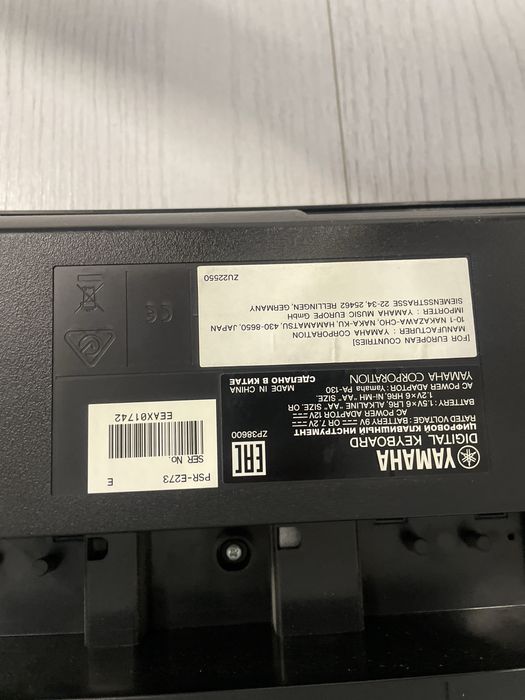 YAMAHA
DIGITAL KEYBOARD
ЦИФРОВОЙ КЛАВИШНЫЙ ИНСТРУМЕНТ
RATED VOLTAGE: BATTERY 9V ⎓ OR 7.2V ⎓
AC POWER ADAPTOR 12V ⎓
BATTERY : 1.5V × 6, LR6, ALKALINE, "AA" SIZE, OR
1.2V × 6 HR6, Ni-MH "AA" SIZE.
AC POWER ADAPTOR : Yamaha PA-130
YAMAHA CORPORATION
MADE IN CHINA
СДЕЛАНО В КИТАЕ
EAC
ZP38600
PSR-E273
E
SER No.
EEAX01742
[FOR EUROPEAN COUNTRIES]
MANUFACTURER : YAMAHA CORPORATION
10-1 NAKAZAWA-CHO, NAKA-KU, HAMAMATSU, 430-8650, JAPAN
IMPORTER : YAMAHA MUSIC EUROPE GmbH
SIEMENSSTRASSE 22-34, 25462 RELLINGEN, GERMANY
ZU22550
CE